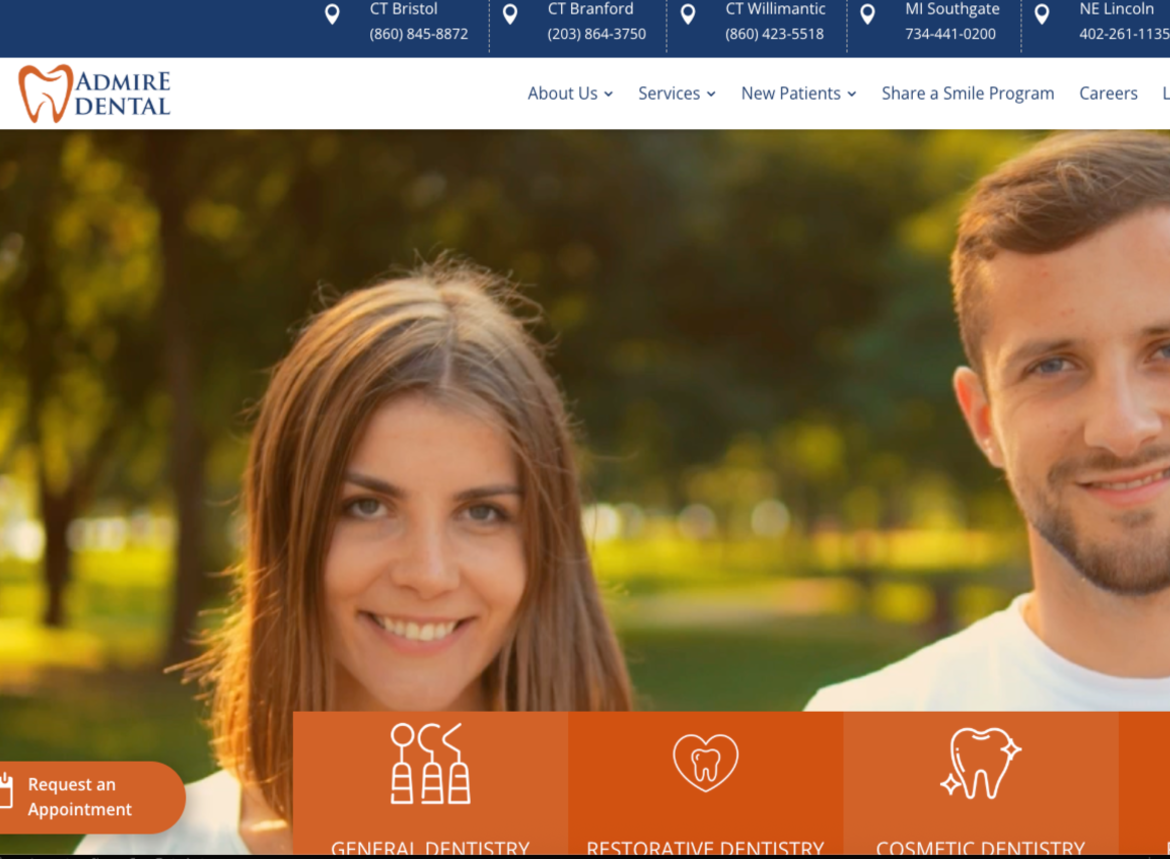 CT Bristol
(860) 845-8872
CT Branford
(203) 864-3750
CT Willimantic
(860) 423-5518
MI Southgate
734-441-0200
NE Lincoln
402-261-1135
ADMIRE
DENTAL
About Us
Services
New Patients
Share a Smile Program
Careers
L
Request an
Appointment
GENERAL DENTISTRY
RESTORATIVE DENTISTRY
COSMETIC DENTISTRY